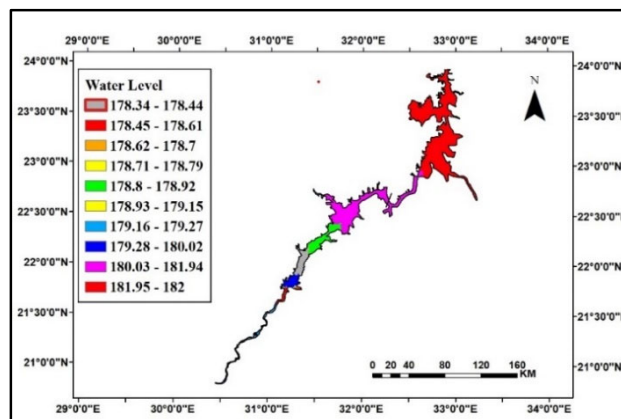 29°0'0"E 30°0'0"E 31°0'0"E 32°0'0"E 33°0'0"E 34°0'0"E
24°0'0"N 24°0'0"N
Water Level
178.34 - 178.44
178.45 - 178.61
178.62 - 178.7
178.71 - 178.79
178.8 - 178.92
178.93 - 179.15
179.16 - 179.27
179.28 - 180.02
180.03 - 181.94
181.95 - 182
N
23°30'0"N 23°30'0"N
23°0'0"N 23°0'0"N
22°30'0"N 22°30'0"N
22°0'0"N 22°0'0"N
21°30'0"N 21°30'0"N
21°0'0"N 21°0'0"N
0 20 40 80 120 160
KM
29°0'0"E 30°0'0"E 31°0'0"E 32°0'0"E 33°0'0"E 34°0'0"E